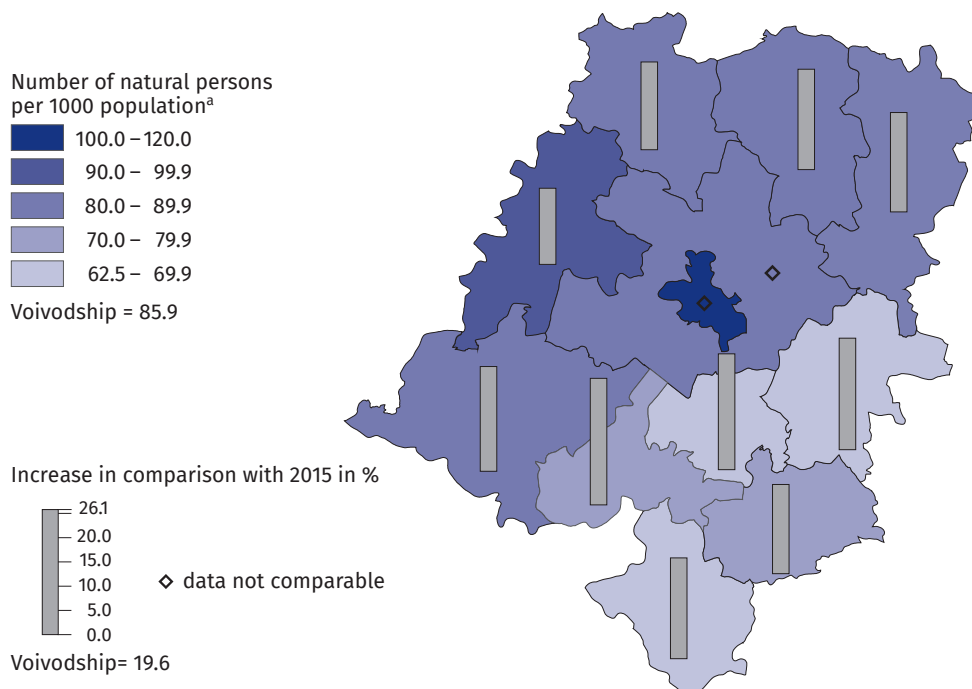 Number of natural persons
per 1000 populationª
100.0 – 120.0
90.0 – 99.9
80.0 – 89.9
70.0 – 79.9
62.5 – 69.9
Voivodship = 85.9
Increase in comparison with 2015 in %
26.1
20.0
15.0
10.0
5.0
0.0
data not comparable
Voivodship= 19.6